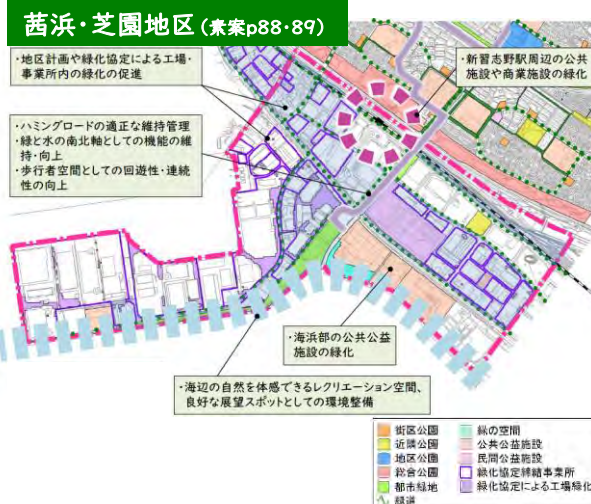 茜浜・芝園地区(素案p88・89)
・地区計画や緑化協定による工場・
事業所内の緑化の促進
・新習志野駅周辺の公共
施設や商業施設の緑化
・ハミングロードの適正な維持管理
・緑と水の南北軸としての機能の維
持・向上
・歩行者空間としての回遊性・連続
性の向上
・海浜部の公共公益
施設の緑化
・海辺の自然を体感できるレクリエーション空間、
良好な展望スポットとしての環境整備
街区公園
近隣公園
地区公園
総合公園
都市緑地
緑道
緑の空間
公共公益施設
民間公益施設
緑化協定締結事業所
緑化協定による工場緑化